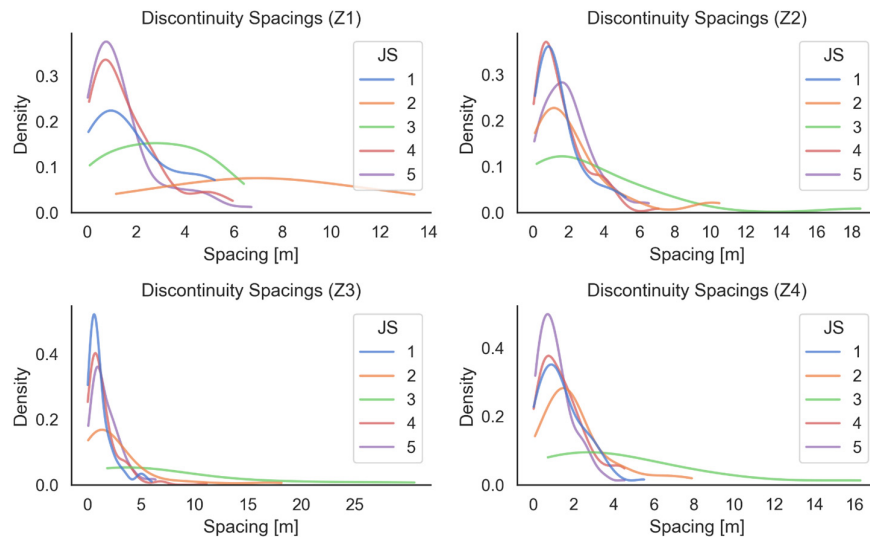 Discontinuity Spacings (Z1)
Density
0.3
0.2
0.1
0.0
0 2 4 6 8 10 12 14
Spacing [m]
JS
1
2
3
4
5
Discontinuity Spacings (Z2)
Density
0.3
0.2
0.1
0.0
0 2 4 6 8 10 12 14 16 18
Spacing [m]
JS
1
2
3
4
5
Discontinuity Spacings (Z3)
Density
0.4
0.2
0.0
0 5 10 15 20 25
Spacing [m]
JS
1
2
3
4
5
Discontinuity Spacings (Z4)
Density
0.4
0.2
0.0
0 2 4 6 8 10 12 14 16
Spacing [m]
JS
1
2
3
4
5